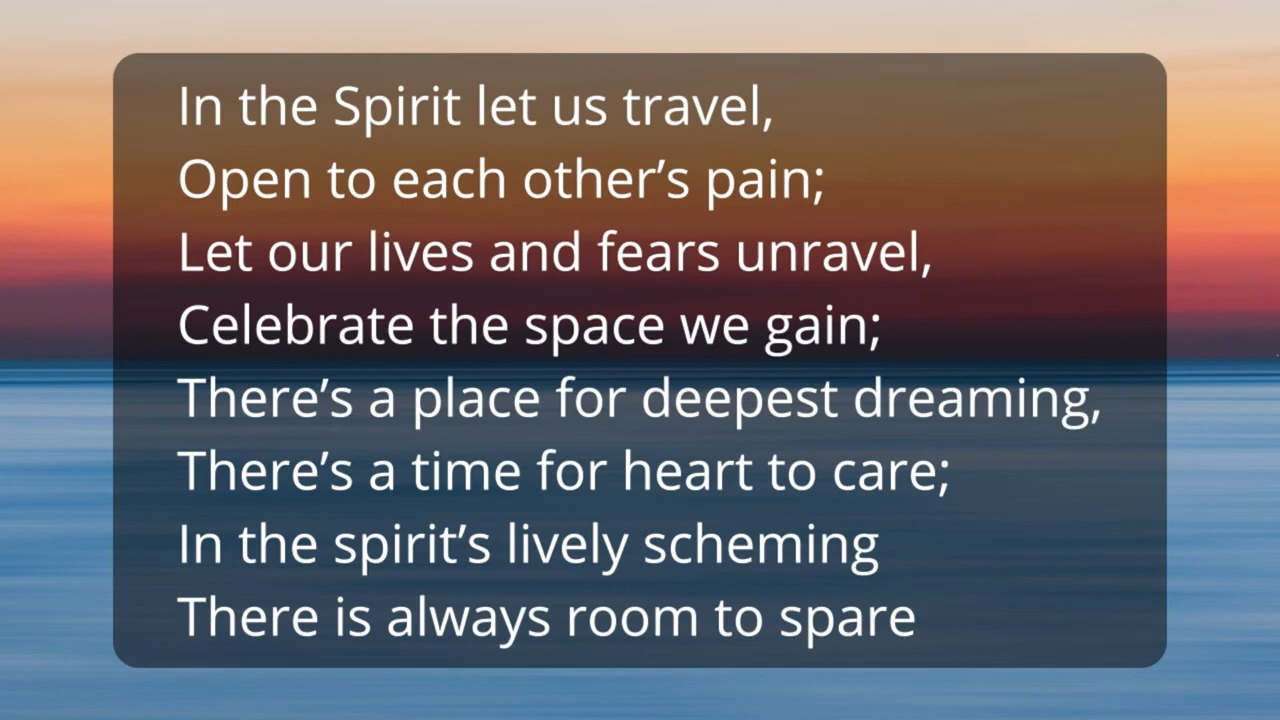 In the Spirit let us travel,
Open to each other’s pain;
Let our lives and fears unravel,
Celebrate the space we gain;
There’s a place for deepest dreaming,
There’s a time for heart to care;
In the spirit’s lively scheming
There is always room to spare